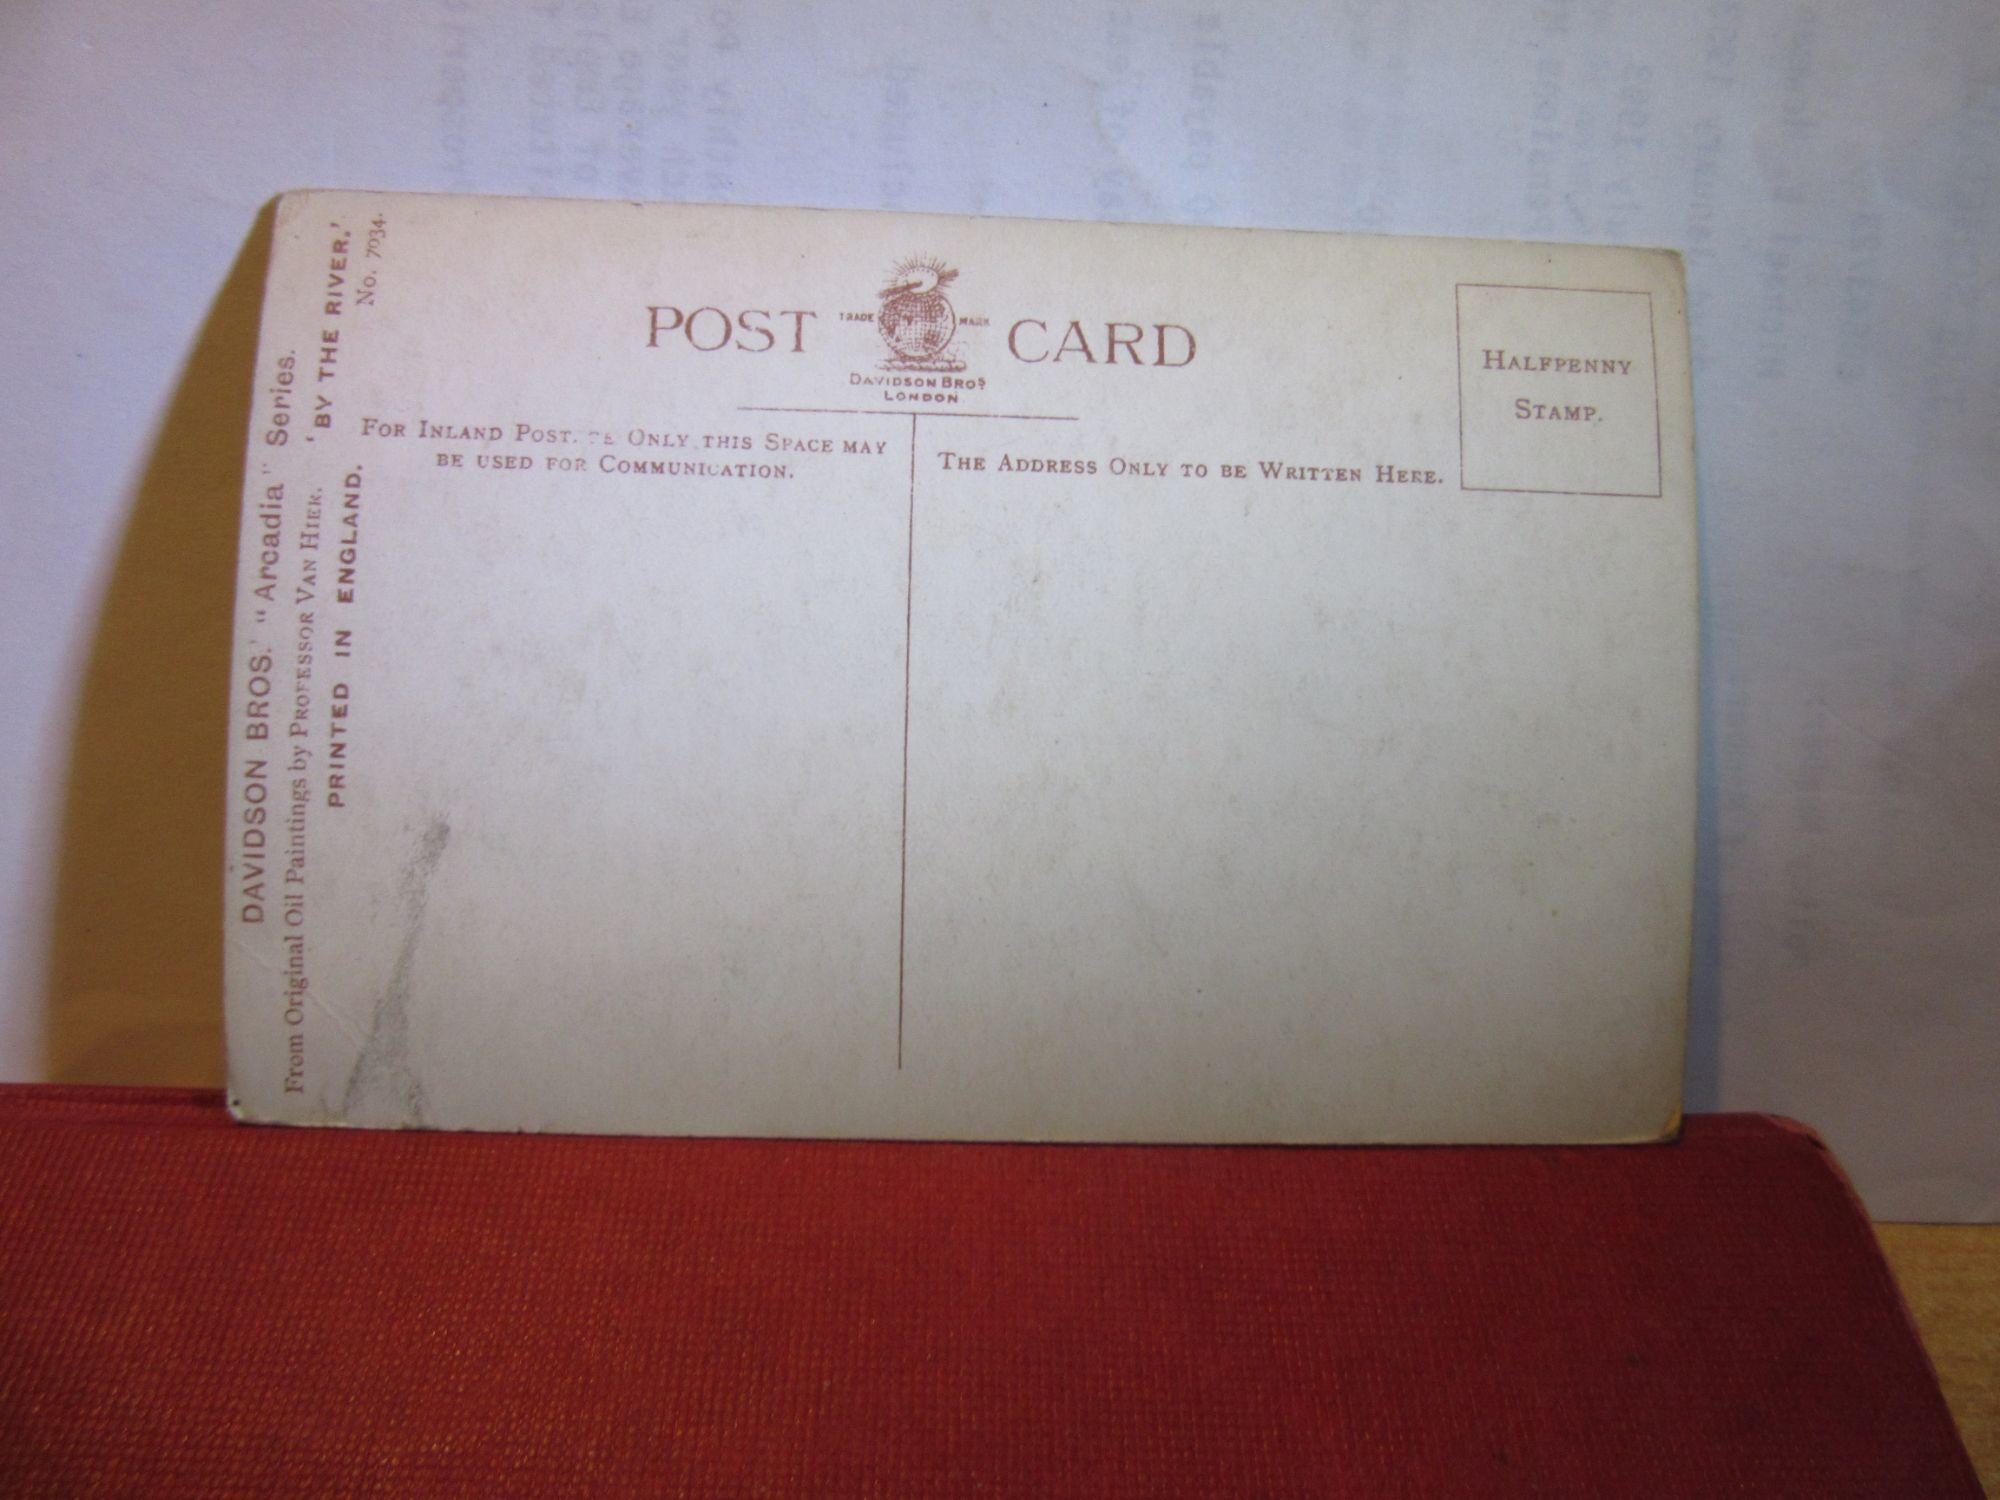 DAVIDSON BROS.' "Arcadia" Series.
From Original Oil Paintings by PROFESSOR VAN HIER.
'BY THE RIVER.'
PRINTED IN ENGLAND.
No. 7034.
POST CARD
TRADE MARK
DAVIDSON BROS
LONDON
HALFPENNY
STAMP.
FOR INLAND POST ONLY THIS SPACE MAY
BE USED FOR COMMUNICATION.
THE ADDRESS ONLY TO BE WRITTEN HERE.